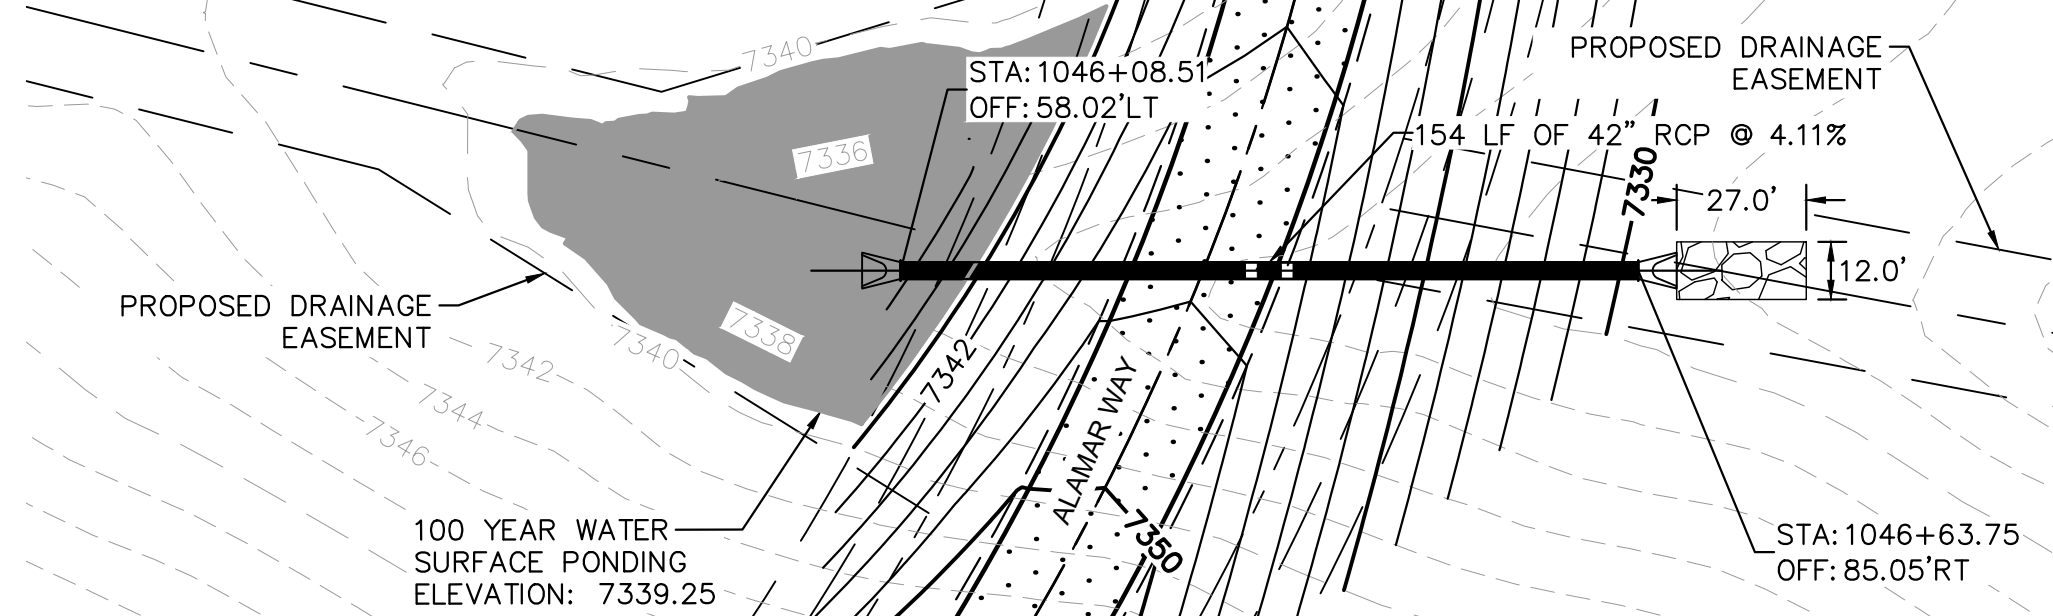 7340
STA: 1046+08.51
OFF: 58.02'LT
PROPOSED DRAINAGE
EASEMENT
154 LF OF 42” RCP @ 4.11%
7336
7330
27.0'
12.0'
PROPOSED DRAINAGE
EASEMENT
7338
7340
7342
7342
7344
7346
ALAMAR WAY
7350
100 YEAR WATER
SURFACE PONDING
ELEVATION: 7339.25
STA: 1046+63.75
OFF: 85.05'RT